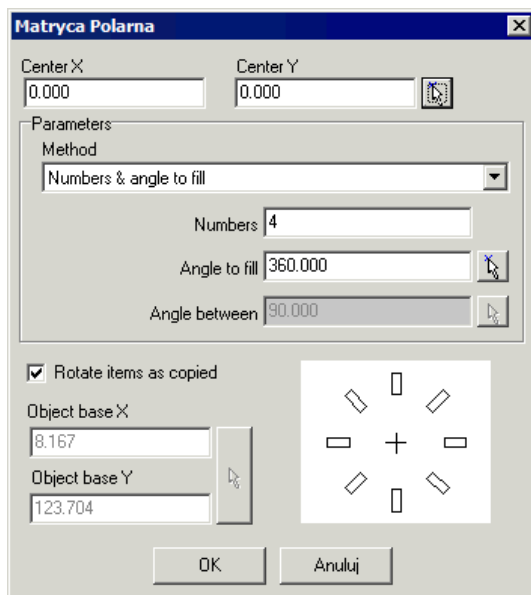 Matryca Polarna
Center X Center Y
0.000 0.000
Parameters
Method
Numbers & angle to fill
Numbers 4
Angle to fill 360.000
Angle between 90.000
Rotate items as copied
Object base X
8.167
Object base Y
123.704
OK Anuluj